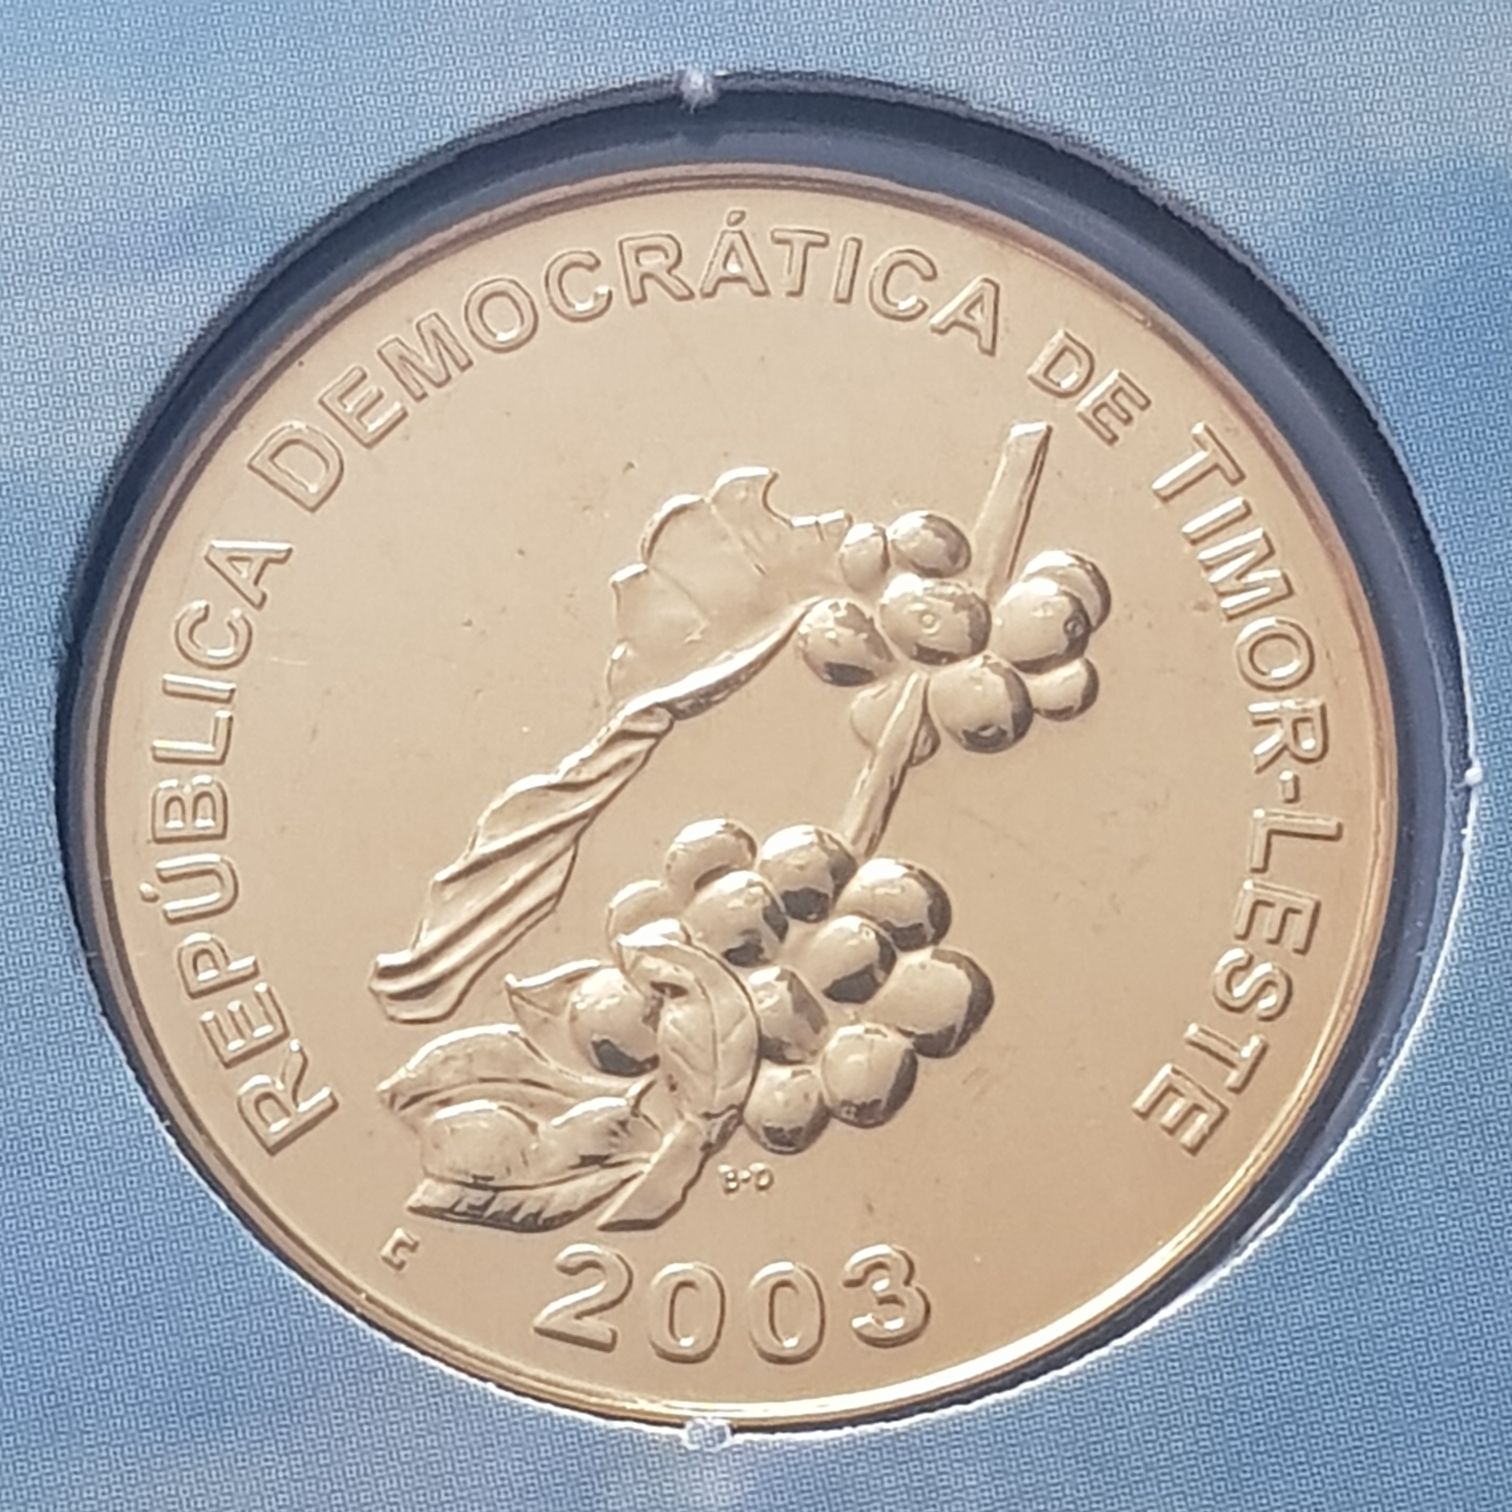 REPÚBLICA DEMOCRÁTICA DE TIMOR-LESTE
B-D
2003